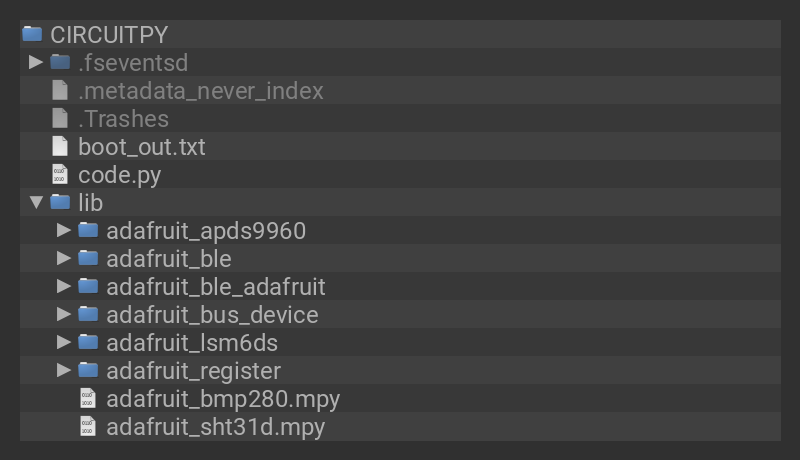 CIRCUITPY
.fseventsd
.metadata_never_index
.Trashes
boot_out.txt
code.py
lib
adafruit_apds9960
adafruit_ble
adafruit_ble_adafruit
adafruit_bus_device
adafruit_lsm6ds
adafruit_register
adafruit_bmp280.mpy
adafruit_sht31d.mpy